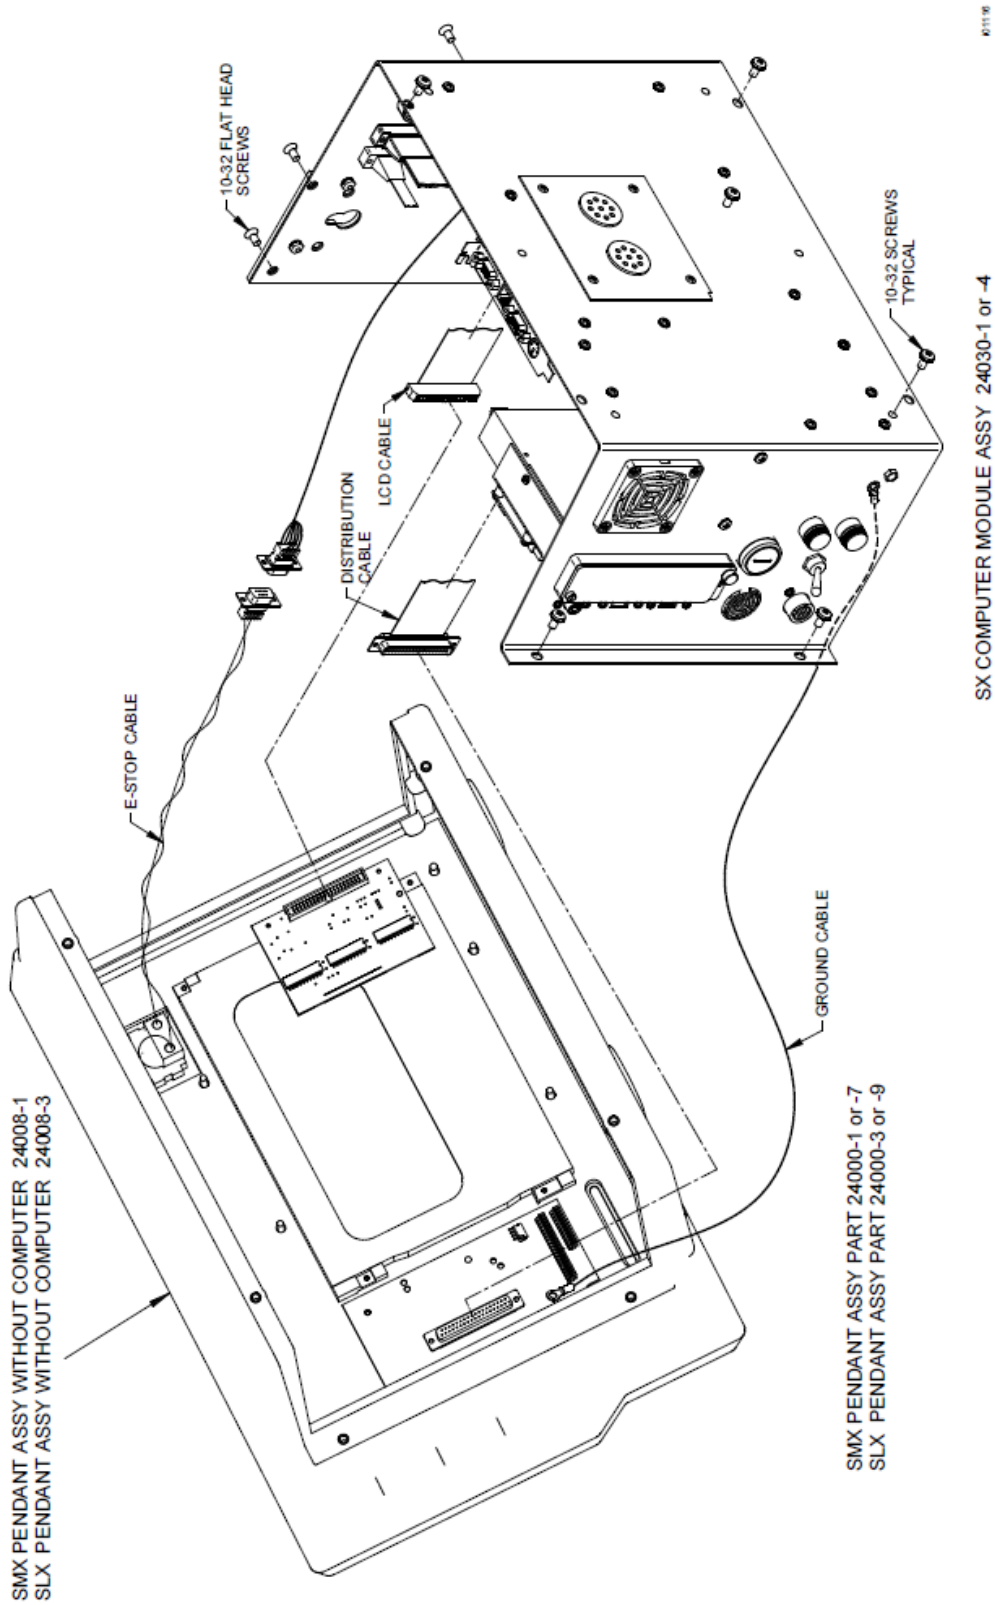 SMX PENDANT ASSY WITHOUT COMPUTER 24008-1
SLX PENDANT ASSY WITHOUT COMPUTER 24008-3
E-STOP CABLE
10-32 FLAT HEAD
SCREWS
LCD CABLE
DISTRIBUTION
CABLE
GROUND CABLE
10-32 SCREWS
TYPICAL
SMX PENDANT ASSY PART 24000-1 or -7
SLX PENDANT ASSY PART 24000-3 or -9
SX COMPUTER MODULE ASSY 24030-1 or -4
i01116